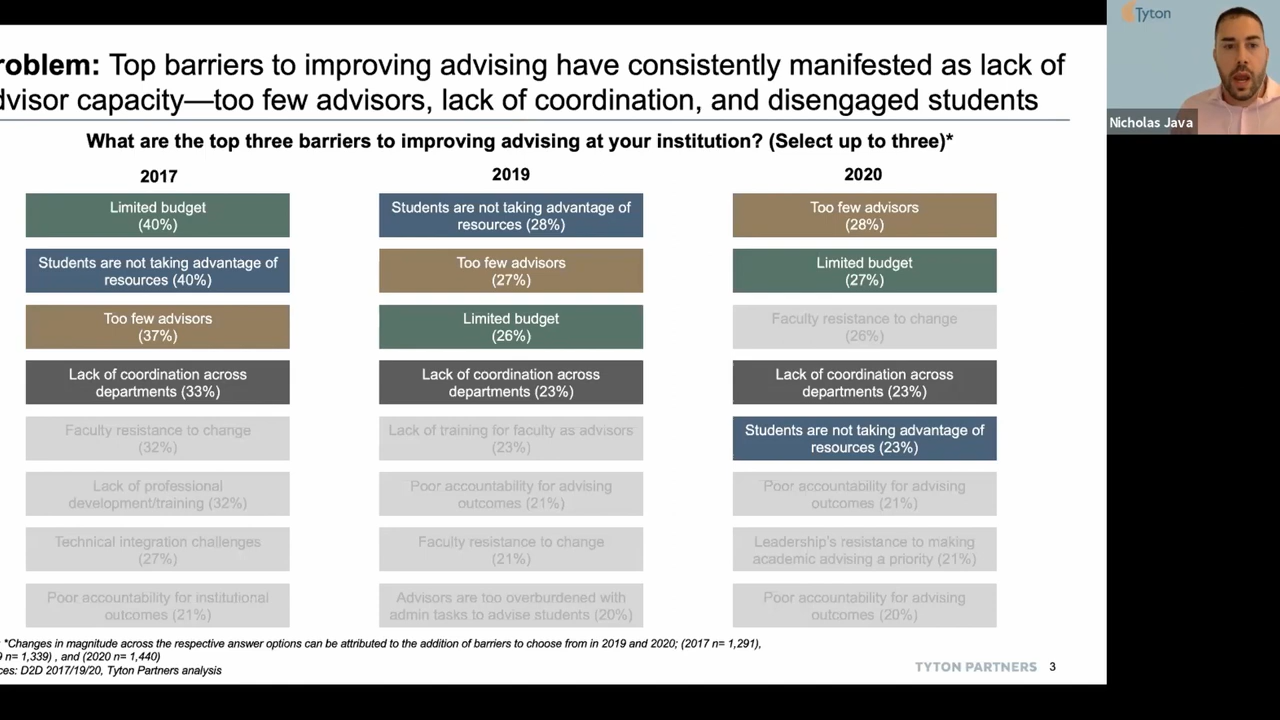 roblem: Top barriers to improving advising have consistently manifested as lack of
dvisor capacity—too few advisors, lack of coordination, and disengaged students
What are the top three barriers to improving advising at your institution? (Select up to three)*
2017
Limited budget
(40%)
Students are not taking advantage of
resources (40%)
Too few advisors
(37%)
Lack of coordination across
departments (33%)
Faculty resistance to change
(32%)
Lack of professional
development/training (32%)
Technical integration challenges
(27%)
Poor accountability for institutional
outcomes (21%)
2019
Students are not taking advantage of
resources (28%)
Too few advisors
(27%)
Limited budget
(26%)
Lack of coordination across
departments (23%)
Lack of training for faculty as advisors
(23%)
Poor accountability for advising
outcomes (21%)
Faculty resistance to change
(21%)
Advisors are too overburdened with
admin tasks to advise students (20%)
2020
Too few advisors
(28%)
Limited budget
(27%)
Faculty resistance to change
(26%)
Lack of coordination across
departments (23%)
Students are not taking advantage of
resources (23%)
Poor accountability for advising
outcomes (21%)
Leadership's resistance to making
academic advising a priority (21%)
Poor accountability for advising
outcomes (20%)
: *Changes in magnitude across the respective answer options can be attributed to the addition of barriers to choose from in 2019 and 2020; (2017 n= 1,291),
9 n= 1,339) , and (2020 n= 1,440)
ces: D2D 2017/19/20, Tyton Partners analysis
TYTON PARTNERS 3
Tyton
Nicholas Java